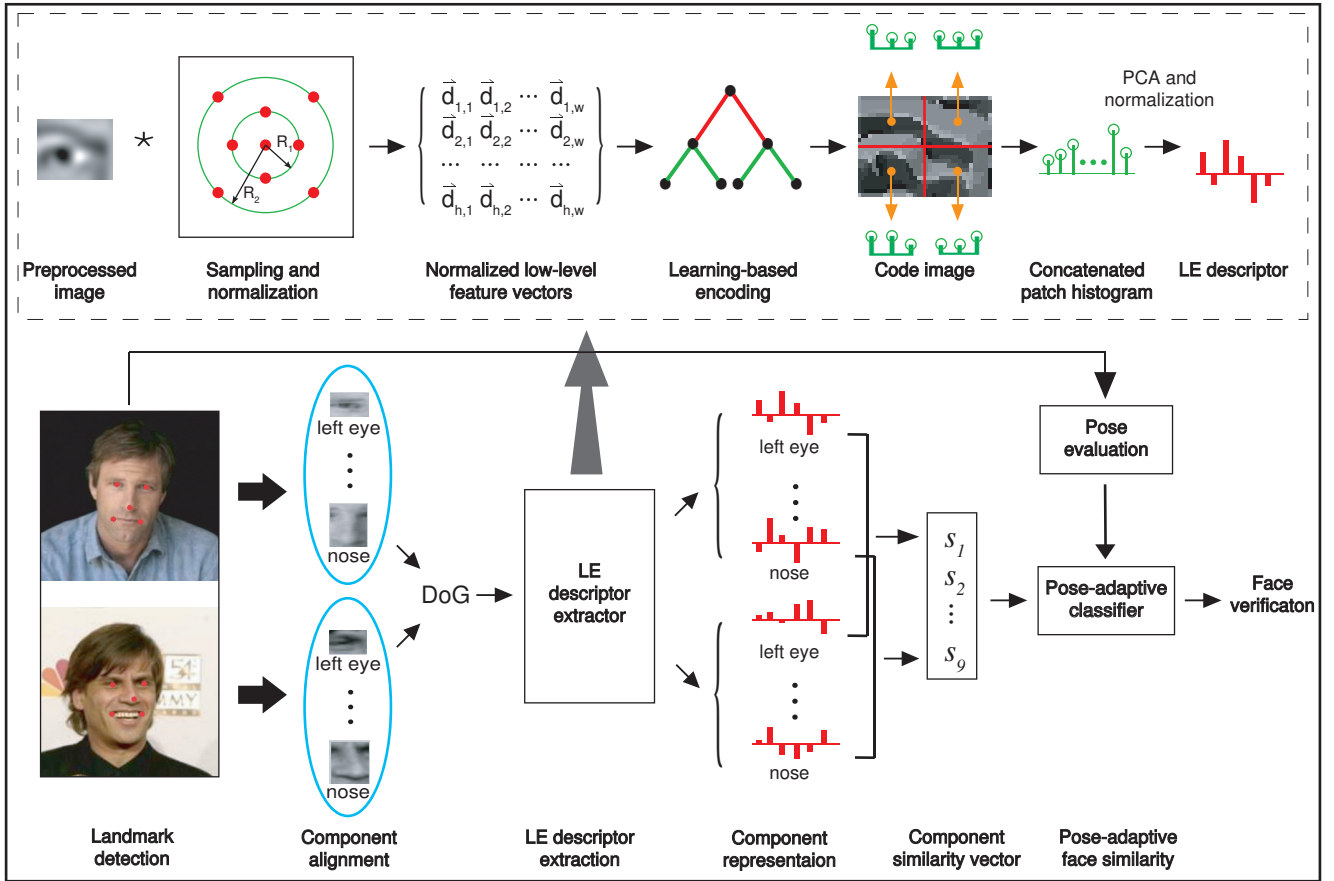 PCA and
normalization
R1
R2
d1,1 d1,2 ... d1,w
d2,1 d2,2 ... d2,w
... ... ... ...
dh,1 dh,2 ... dh,w
Preprocessed
image
Sampling and
normalization
Normalized low-level
feature vectors
Learning-based
encoding
Code image
Concatenated
patch histogram
LE descriptor
left eye
nose
left eye
nose
DoG
LE
descriptor
extractor
left eye
nose
left eye
nose
s1
s2
s9
Pose
evaluation
Pose-adaptive
classifier
Face
verificaton
54
MMY
Landmark
detection
Component
alignment
LE descriptor
extraction
Component
representaion
Component
similarity vector
Pose-adaptive
face similarity